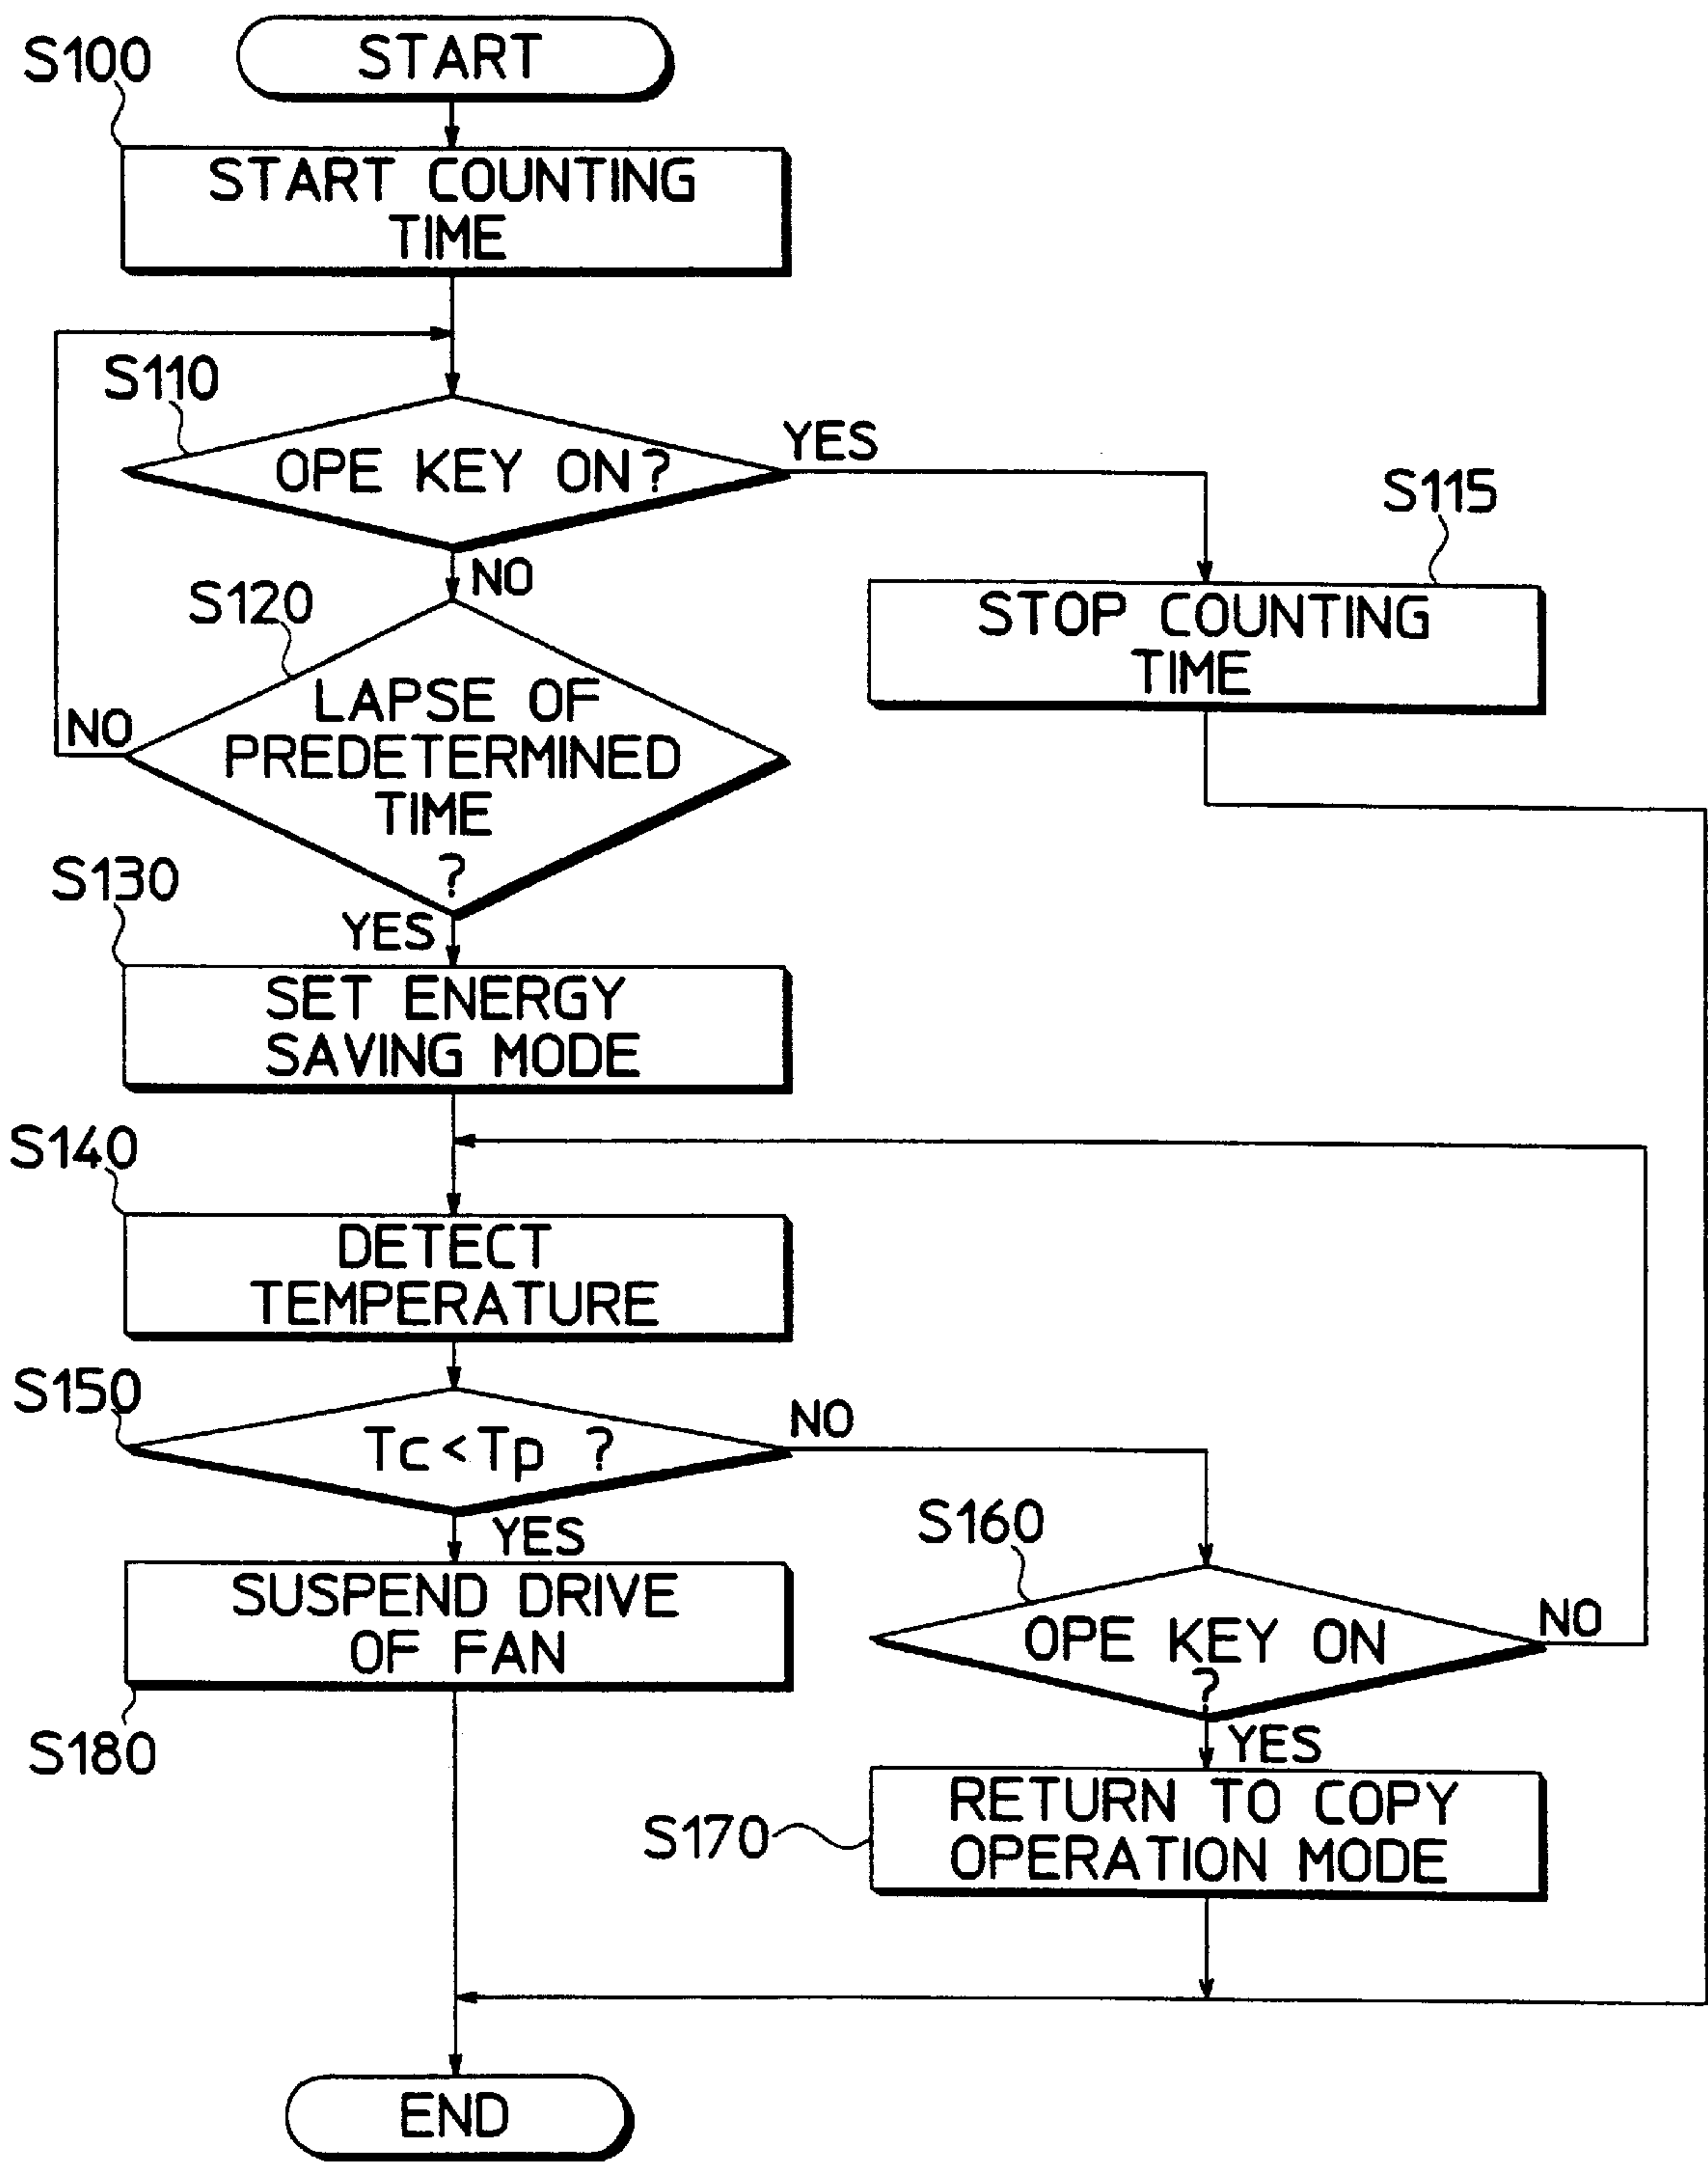 START
S100
START COUNTING
TIME
S110
OPE KEY ON?
YES
NO
S115
STOP COUNTING
TIME
S120
LAPSE OF
PREDETERMINED
TIME
?
NO
YES
S130
SET ENERGY
SAVING MODE
S140
DETECT
TEMPERATURE
S150
Tc<Tp ?
NO
YES
S160
OPE KEY ON
?
NO
YES
SUSPEND DRIVE
OF FAN
S180
S170
RETURN TO COPY
OPERATION MODE
END